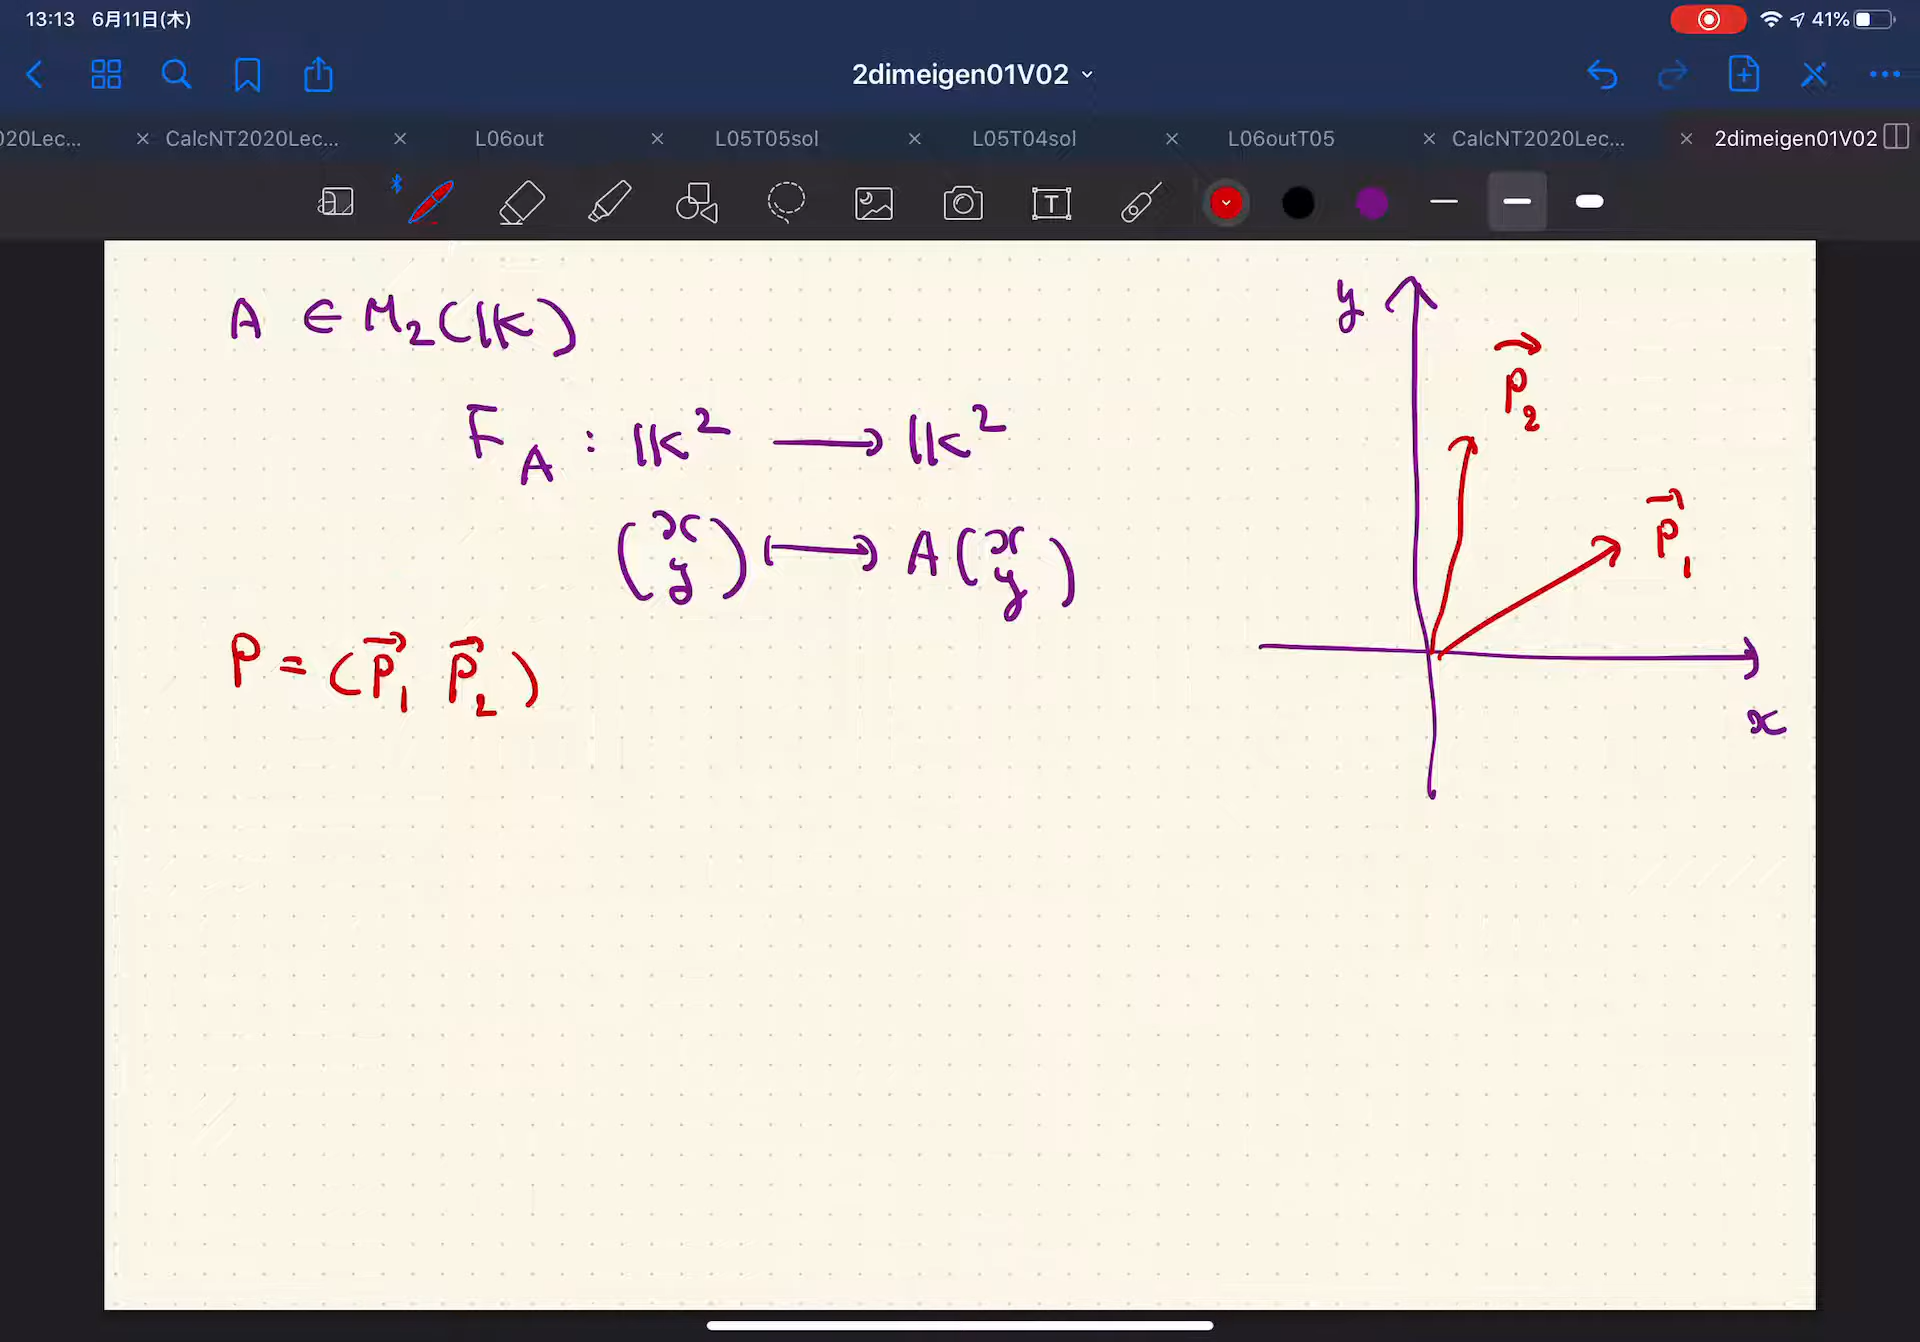 13:13 6月11日(木) 41%
2dimeigen01V02
020Lec... × CalcNT2020Lec... × L06out × L05T05sol × L05T04sol × L06outT05 × CalcNT2020Lec... × 2dimeigen01V02
A ∈ M₂(𝕂)
F_A : 𝕂² → 𝕂²
(x y) ↦ A(x y)
P = (p⃗₁ p⃗₂)
y
p⃗₂
p⃗₁
x